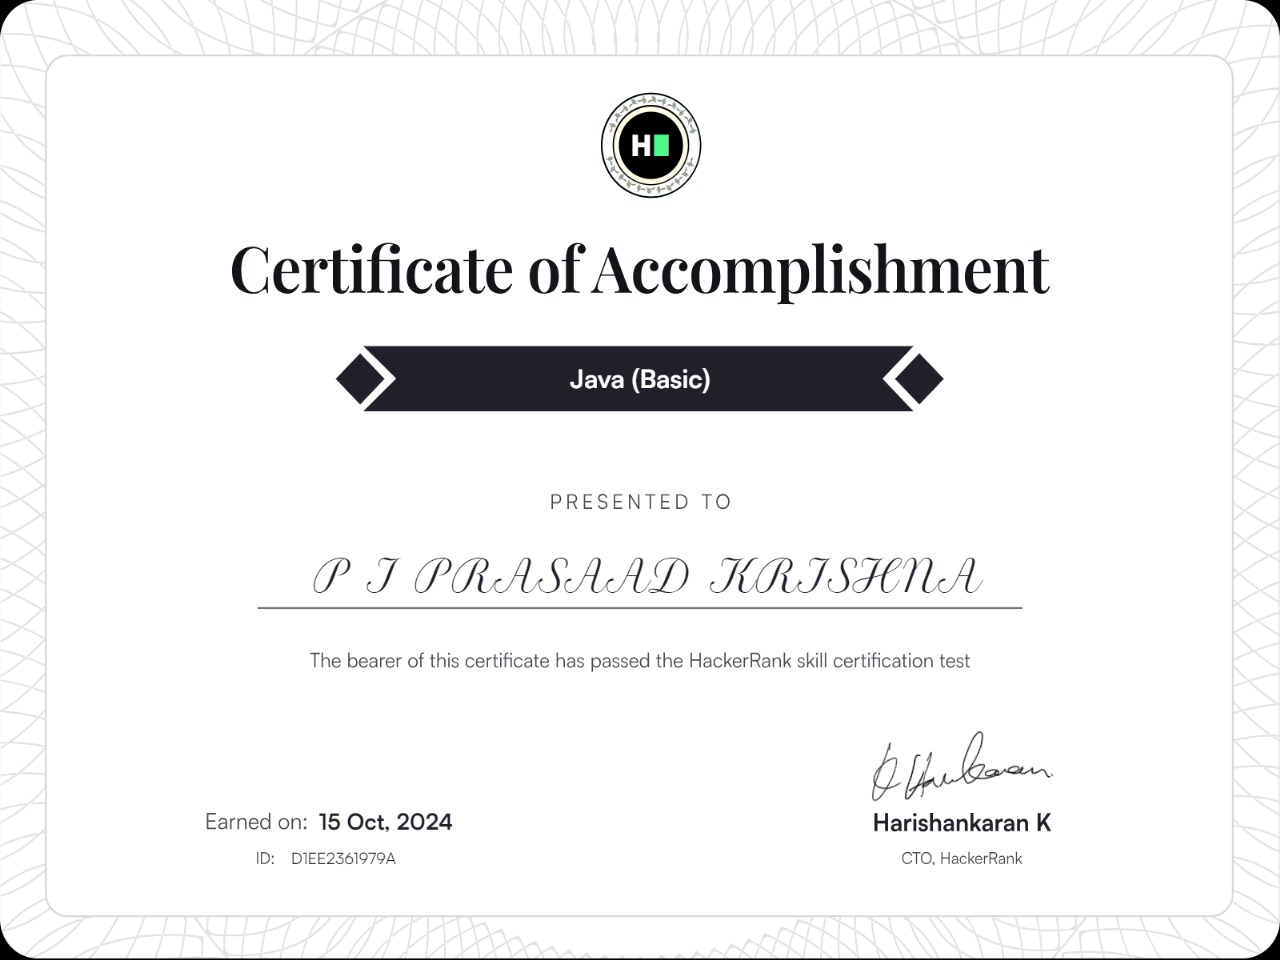 H
Certificate of Accomplishment
Java (Basic)
PRESENTED TO
P I PRASAAD KRISHNA
The bearer of this certificate has passed the HackerRank skill certification test
Earned on: 15 Oct, 2024
ID: D1EE2361979A
Harishankaran K
CTO, HackerRank